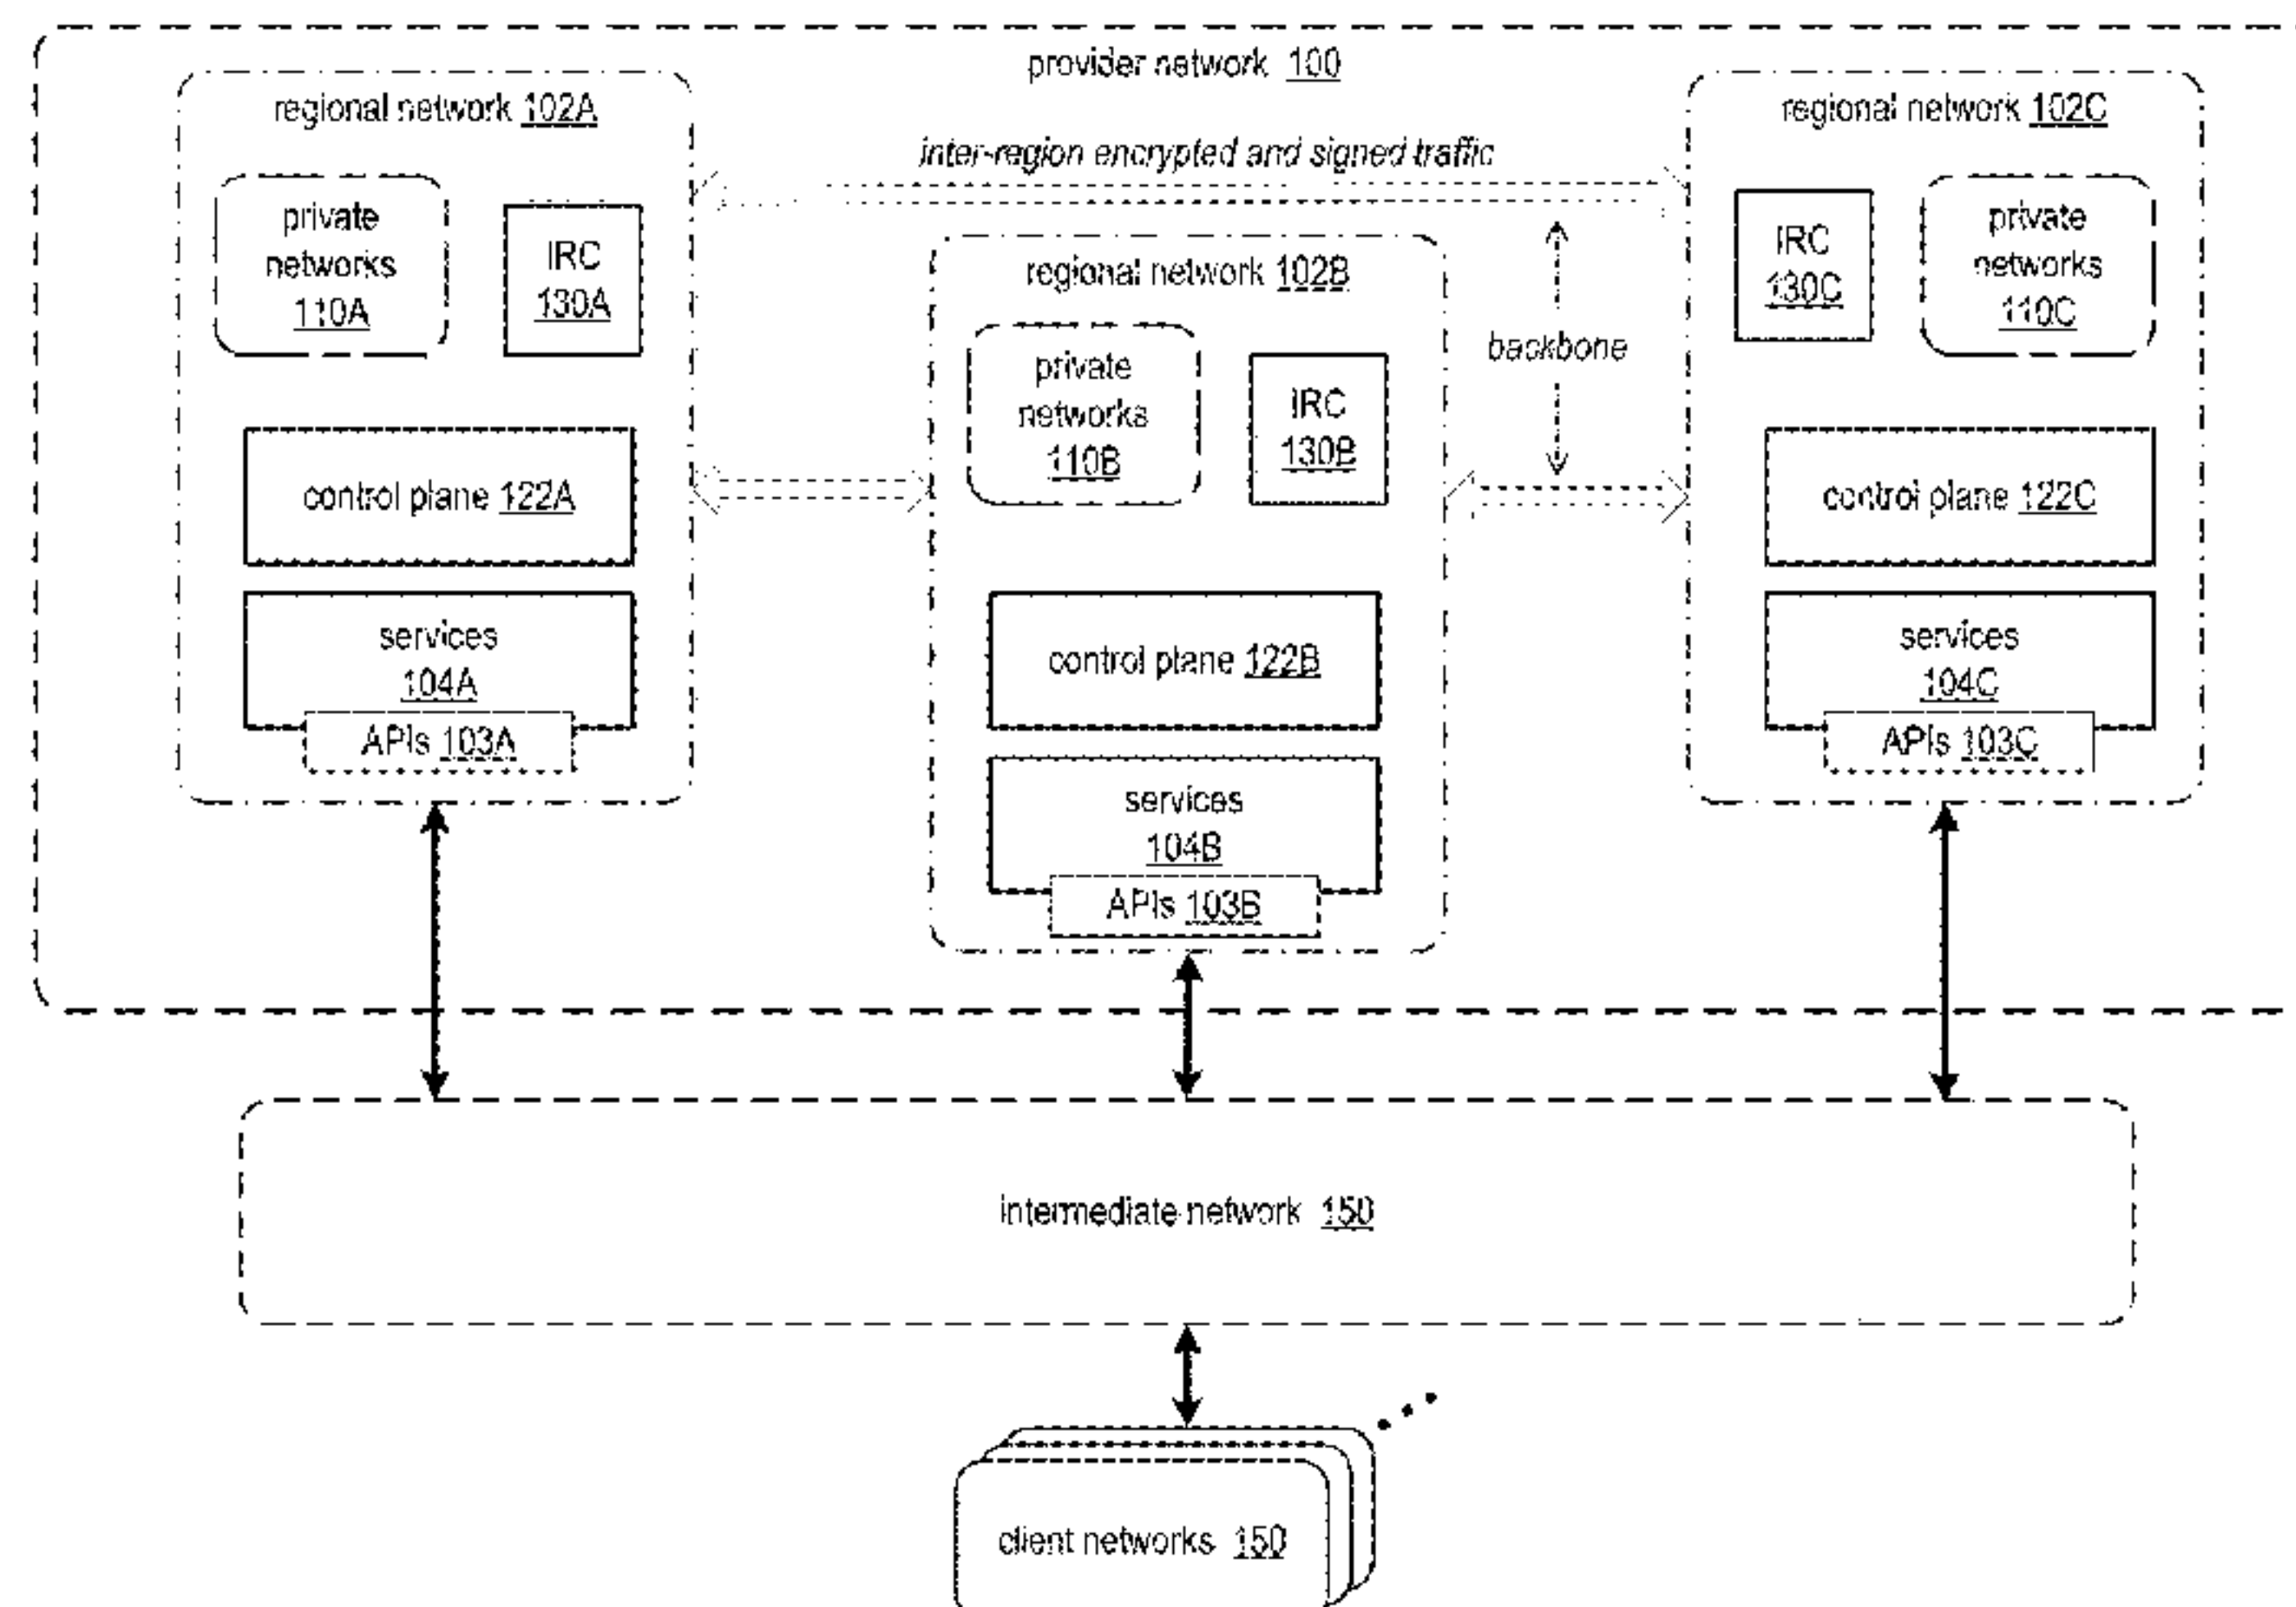 provider network 100
regional network 102A
private
networks
110A
IRC
130A
control plane 122A
services
104A
APIs 103A
inter-region encrypted and signed traffic
regional network 102B
private
networks
110B
IRC
130B
control plane 122B
services
104B
APIs 103B
backbone
regional network 102C
IRC
130C
private
networks
110C
control plane 122C
services
104C
APIs 103C
intermediate network 150
client networks 150